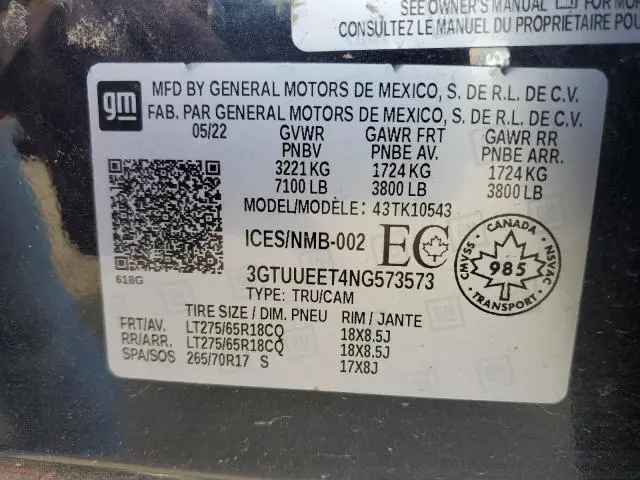 SEE OWNER'S MANUAL FOR MOR
CONSULTEZ LE MANUEL DU PROPRIÉTAIRE POU
gm
MFD BY GENERAL MOTORS DE MEXICO, S. DE R.L. DE C.V.
FAB. PAR GENERAL MOTORS DE MEXICO, S. DE R.L. DE C.V.
05/22 GVWR GAWR FRT GAWR RR
PNBV PNBE AV. PNBE ARR.
3221 KG 1724 KG 1724 KG
7100 LB 3800 LB 3800 LB
MODEL/MODÈLE: 43TK10543
ICES/NMB-002 EC
CANADA
CMVSS 985 NSVAC
TRANSPORT
618G
3GTUUEET4NG573573
TYPE: TRU/CAM
TIRE SIZE / DIM. PNEU RIM / JANTE
FRT/AV. LT275/65R18CQ 18X8.5J
RR/ARR. LT275/65R18CQ 18X8.5J
SPA/SOS 265/70R17 S 17X8J